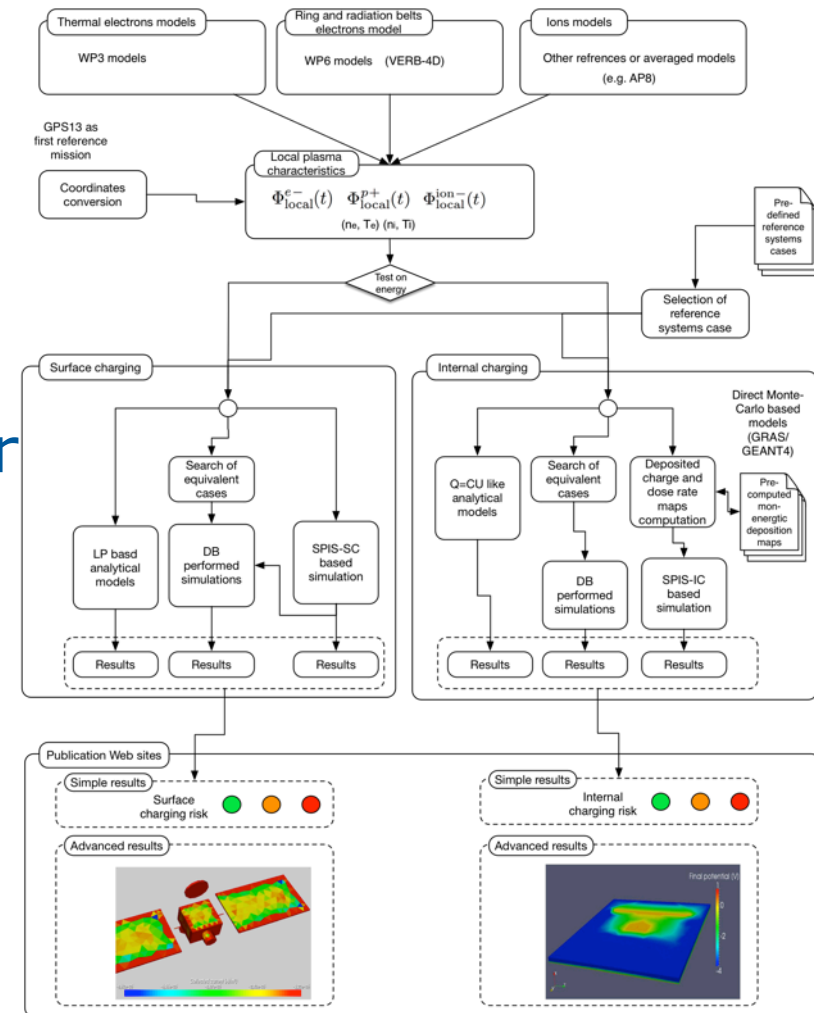 Thermal electrons models
WP3 models
Ring and radiation belts
electrons model
WP6 models (VERB-4D)
Ions models
Other refrences or averaged models
(e.g. AP8)
GPS13 as
first reference
mission
Coordinates
conversion
Local plasma
characteristics
Φ^{e−}_{local}(t) Φ^{p+}_{local}(t) Φ^{ion−}_{local}(t)
(ne, Te) (ni, Ti)
Pre-
defined
reference
systems
cases
Test on
energy
Selection of
reference
systems case
r
Surface charging
Search of
equivalent
cases
LP basd
analytical
models
DB
performed
simulations
SPIS-SC
based
simulation
Results
Results
Results
Internal charging
Direct Monte-
Carlo based
models
(GRAS/
GEANT4)
Q=CU like
analytical
models
Search of
equivalent
cases
Deposited
charge and
dose rate
maps
computation
Pre-
computed
mon-
energtic
deposition
maps
DB
performed
simulations
SPIS-IC
based
simulation
Results
Results
Results
Publication Web sites
Simple results
Surface
charging risk
Advanced results
Simple results
Internal
charging risk
Advanced results
Final potential (V)
1
0
-2
-4